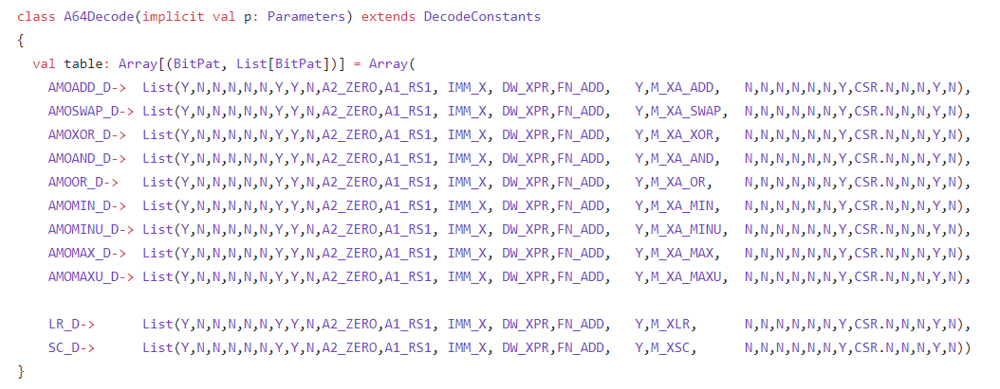 class A64Decode(implicit val p: Parameters) extends DecodeConstants
{
  val table: Array[(BitPat, List[BitPat])] = Array(
    AMOADD_D->  List(Y,N,N,N,N,N,Y,Y,N,A2_ZERO,A1_RS1, IMM_X, DW_XPR,FN_ADD,   Y,M_XA_ADD,   N,N,N,N,N,N,Y,CSR.N,N,N,Y,N),
    AMOSWAP_D-> List(Y,N,N,N,N,N,Y,Y,N,A2_ZERO,A1_RS1, IMM_X, DW_XPR,FN_ADD,   Y,M_XA_SWAP,  N,N,N,N,N,N,Y,CSR.N,N,N,Y,N),
    AMOXOR_D->  List(Y,N,N,N,N,N,Y,Y,N,A2_ZERO,A1_RS1, IMM_X, DW_XPR,FN_ADD,   Y,M_XA_XOR,   N,N,N,N,N,N,Y,CSR.N,N,N,Y,N),
    AMOAND_D->  List(Y,N,N,N,N,N,Y,Y,N,A2_ZERO,A1_RS1, IMM_X, DW_XPR,FN_ADD,   Y,M_XA_AND,   N,N,N,N,N,N,Y,CSR.N,N,N,Y,N),
    AMOOR_D->   List(Y,N,N,N,N,N,Y,Y,N,A2_ZERO,A1_RS1, IMM_X, DW_XPR,FN_ADD,   Y,M_XA_OR,    N,N,N,N,N,N,Y,CSR.N,N,N,Y,N),
    AMOMIN_D->  List(Y,N,N,N,N,N,Y,Y,N,A2_ZERO,A1_RS1, IMM_X, DW_XPR,FN_ADD,   Y,M_XA_MIN,   N,N,N,N,N,N,Y,CSR.N,N,N,Y,N),
    AMOMINU_D-> List(Y,N,N,N,N,N,Y,Y,N,A2_ZERO,A1_RS1, IMM_X, DW_XPR,FN_ADD,   Y,M_XA_MINU,  N,N,N,N,N,N,Y,CSR.N,N,N,Y,N),
    AMOMAX_D->  List(Y,N,N,N,N,N,Y,Y,N,A2_ZERO,A1_RS1, IMM_X, DW_XPR,FN_ADD,   Y,M_XA_MAX,   N,N,N,N,N,N,Y,CSR.N,N,N,Y,N),
    AMOMAXU_D-> List(Y,N,N,N,N,N,Y,Y,N,A2_ZERO,A1_RS1, IMM_X, DW_XPR,FN_ADD,   Y,M_XA_MAXU,  N,N,N,N,N,N,Y,CSR.N,N,N,Y,N),

    LR_D->      List(Y,N,N,N,N,N,Y,Y,N,A2_ZERO,A1_RS1, IMM_X, DW_XPR,FN_ADD,   Y,M_XLR,      N,N,N,N,N,N,Y,CSR.N,N,N,Y,N),
    SC_D->      List(Y,N,N,N,N,N,Y,Y,N,A2_ZERO,A1_RS1, IMM_X, DW_XPR,FN_ADD,   Y,M_XSC,      N,N,N,N,N,N,Y,CSR.N,N,N,Y,N))
}